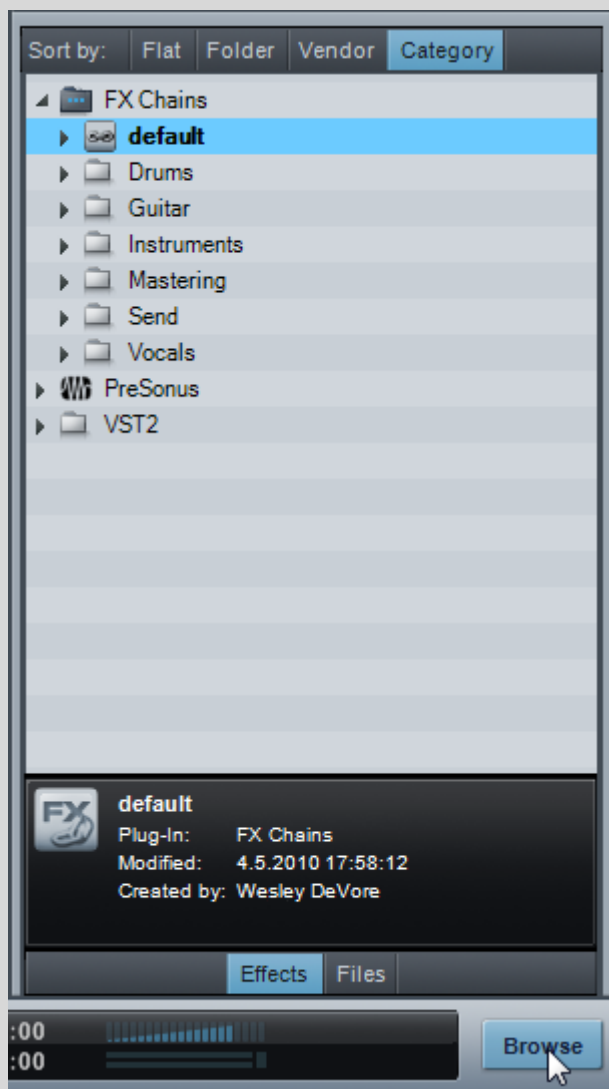 Sort by: Flat Folder Vendor Category
FX Chains
default
Drums
Guitar
Instruments
Mastering
Send
Vocals
PreSonus
VST2
FX
default
Plug-In: FX Chains
Modified: 4.5.2010 17:58:12
Created by: Wesley DeVore
Effects Files
:00
:00
Browse